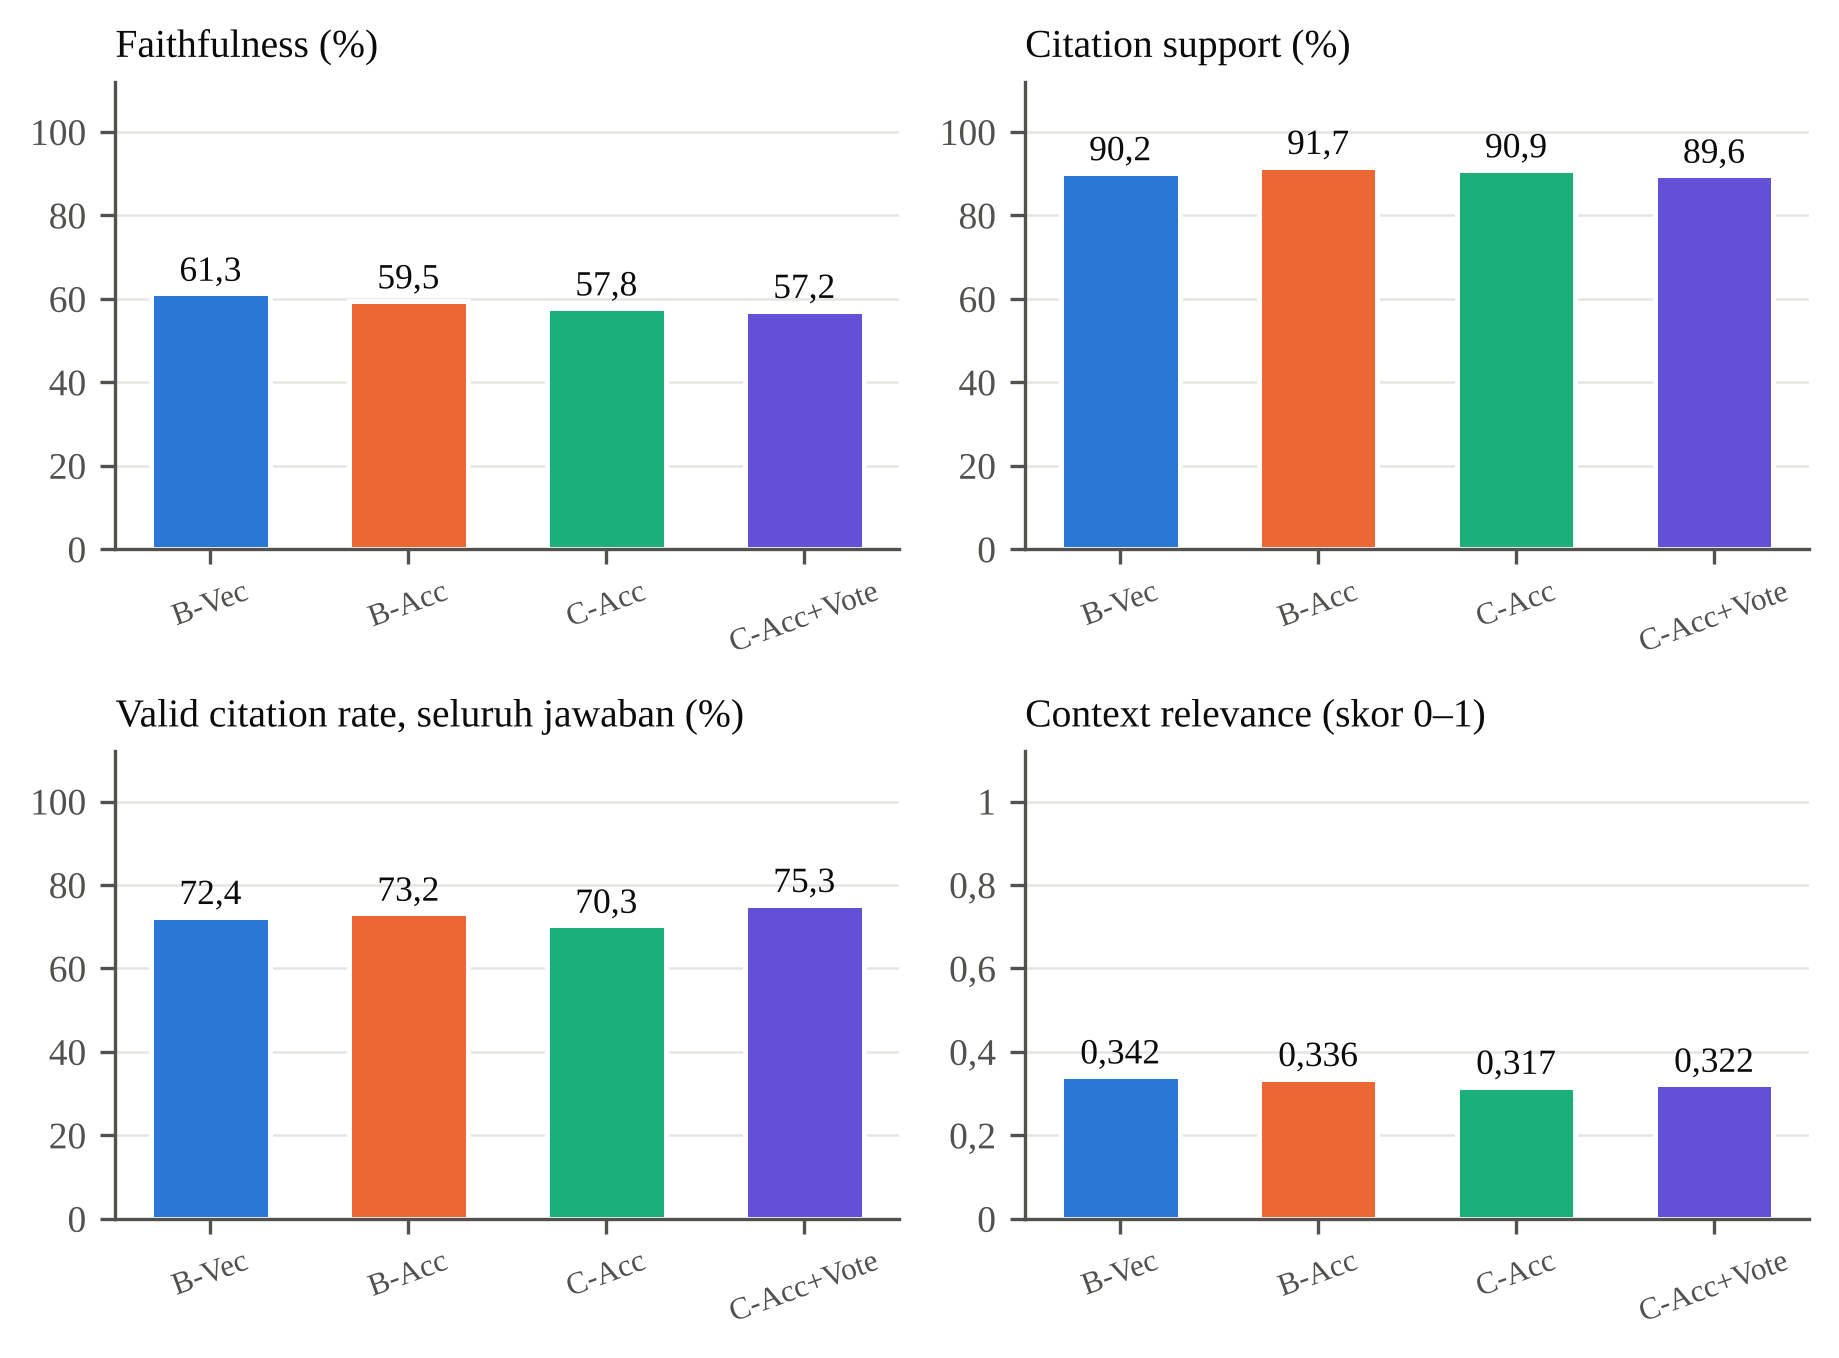 Faithfulness (%)
100
80
60
40
20
0
61,3
59,5
57,8
57,2
B-Vec
B-Acc
C-Acc
C-Acc+Vote
Citation support (%)
100
80
60
40
20
0
90,2
91,7
90,9
89,6
B-Vec
B-Acc
C-Acc
C-Acc+Vote
Valid citation rate, seluruh jawaban (%)
100
80
60
40
20
0
72,4
73,2
70,3
75,3
B-Vec
B-Acc
C-Acc
C-Acc+Vote
Context relevance (skor 0–1)
1
0,8
0,6
0,4
0,2
0
0,342
0,336
0,317
0,322
B-Vec
B-Acc
C-Acc
C-Acc+Vote